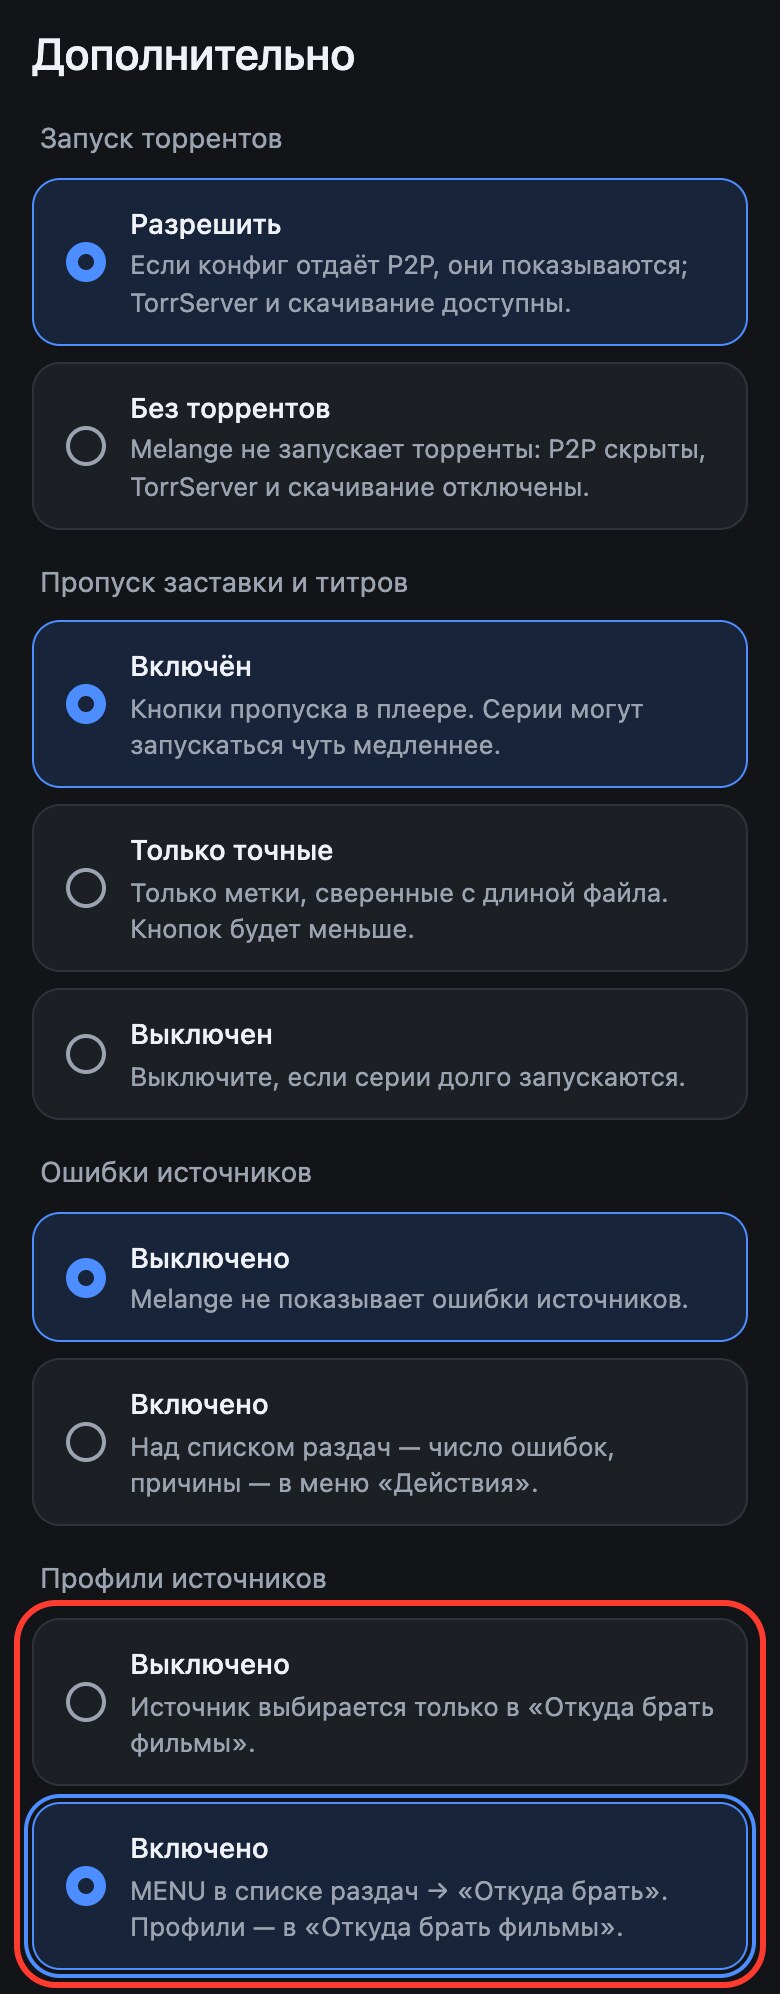 Дополнительно
Запуск торрентов
Разрешить
Если конфиг отдаёт P2P, они показываются;
TorrServer и скачивание доступны.
Без торрентов
Melange не запускает торренты: P2P скрыты,
TorrServer и скачивание отключены.
Пропуск заставки и титров
Включён
Кнопки пропуска в плеере. Серии могут
запускаться чуть медленнее.
Только точные
Только метки, сверенные с длиной файла.
Кнопок будет меньше.
Выключен
Выключите, если серии долго запускаются.
Ошибки источников
Выключено
Melange не показывает ошибки источников.
Включено
Над списком раздач — число ошибок,
причины — в меню «Действия».
Профили источников
Выключено
Источник выбирается только в «Откуда брать
фильмы».
Включено
MENU в списке раздач → «Откуда брать».
Профили — в «Откуда брать фильмы».